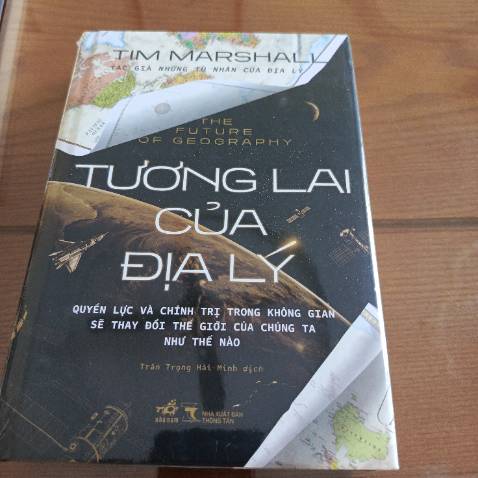 TIM MARSHALL
TÁC GIẢ NHỮNG TÙ NHÂN CỦA ĐỊA LÝ
THE
FUTURE
OF GEOGRAPHY
TƯƠNG LAI
CỦA
ĐỊA LÝ
QUYỀN LỰC VÀ CHÍNH TRỊ TRONG KHÔNG GIAN
SẼ THAY ĐỔI THẾ GIỚI CỦA CHÚNG TA
NHƯ THẾ NÀO
Trần Trọng Hải Minh dịch
nhã nam
NHÀ XUẤT BẢN
THÔNG TẤN